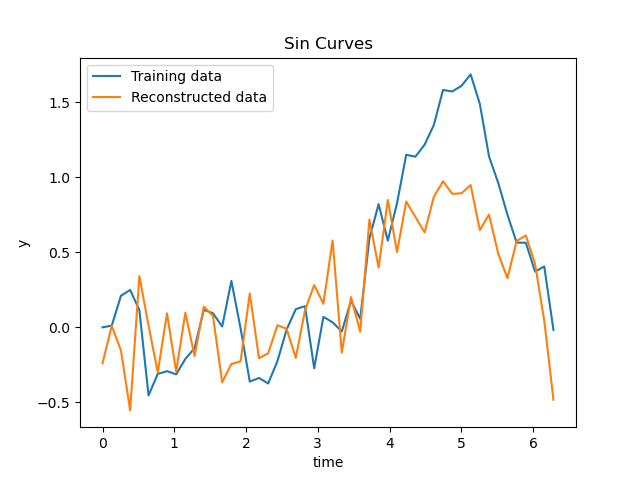 Sin Curves
Training data
Reconstructed data
1.5
1.0
0.5
0.0
−0.5
y
0 1 2 3 4 5 6
time